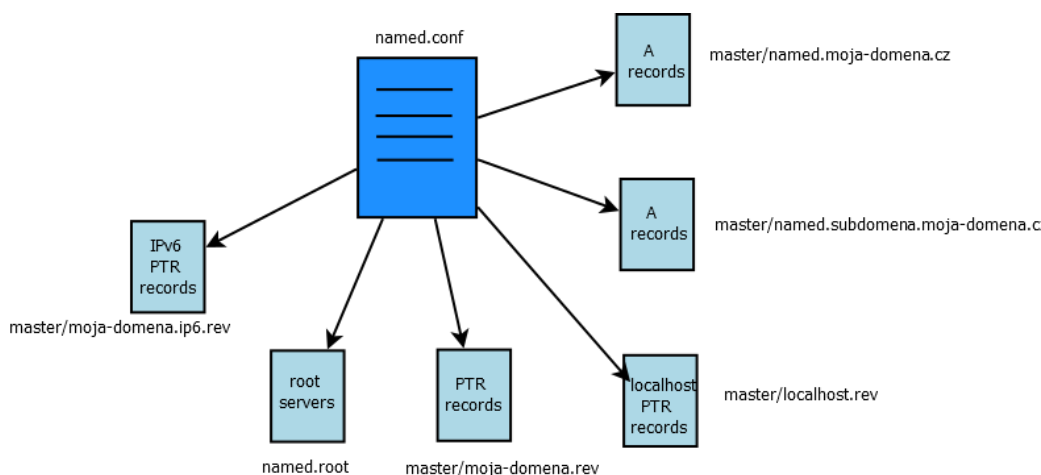 named.conf
A
records
master/named.moja-domena.cz
A
records
master/named.subdomena.moja-domena.c
IPv6
PTR
records
master/moja-domena.ip6.rev
root
servers
named.root
PTR
records
master/moja-domena.rev
localhost
PTR
records
master/localhost.rev